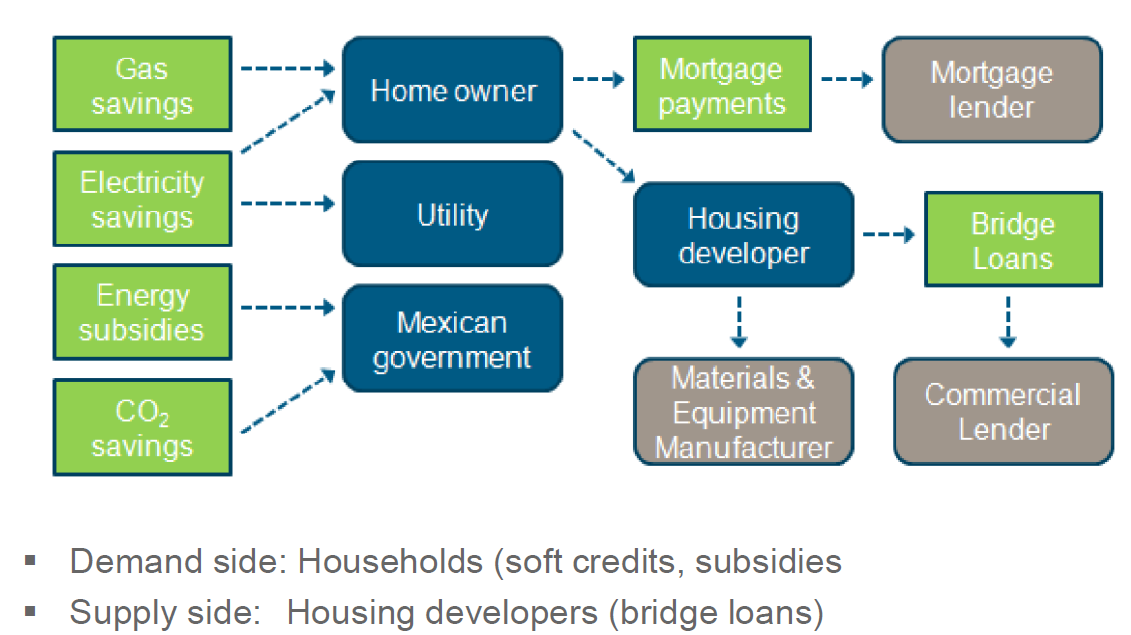 Gas
savings
Home owner
Mortgage
payments
Mortgage
lender
Electricity
savings
Utility
Housing
developer
Bridge
Loans
Energy
subsidies
Mexican
government
Materials &
Equipment
Manufacturer
Commercial
Lender
CO₂
savings
▪ Demand side: Households (soft credits, subsidies
▪ Supply side: Housing developers (bridge loans)